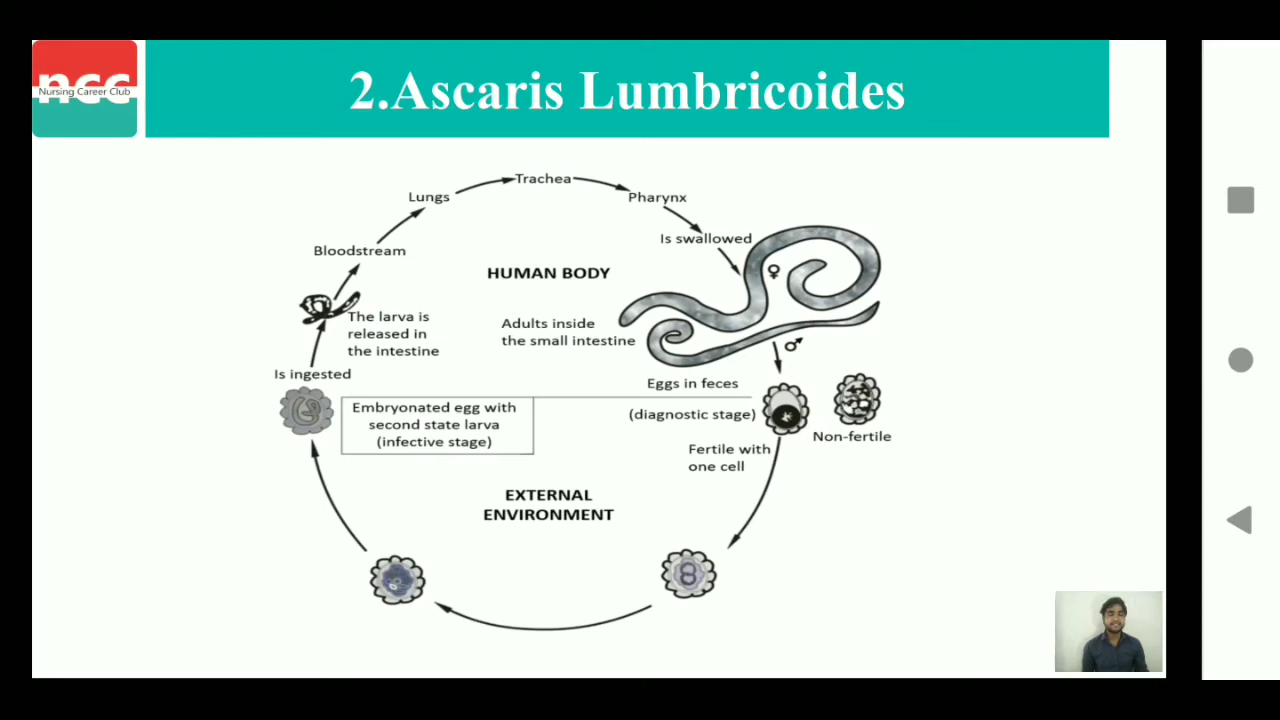 ncc
Nursing Career Club
2.Ascaris Lumbricoides
Trachea
Lungs
Pharynx
Is swallowed
Bloodstream
HUMAN BODY
♀
The larva is
released in
the intestine
Adults inside
the small intestine
♂
Is ingested
Eggs in feces
(diagnostic stage)
Embryonated egg with
second state larva
(infective stage)
Non-fertile
Fertile with
one cell
EXTERNAL
ENVIRONMENT